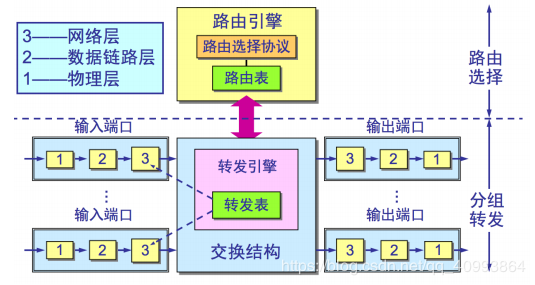 3——网络层
2——数据链路层
1——物理层
路由引擎
路由选择协议
路由表
路由
选择
输入端口
1 2 3
输出端口
3 2 1
转发引擎
转发表
交换结构
…
…
分组
转发
输入端口
1 2 3
输出端口
3 2 1
https://blog.csdn.net/qq_40993864